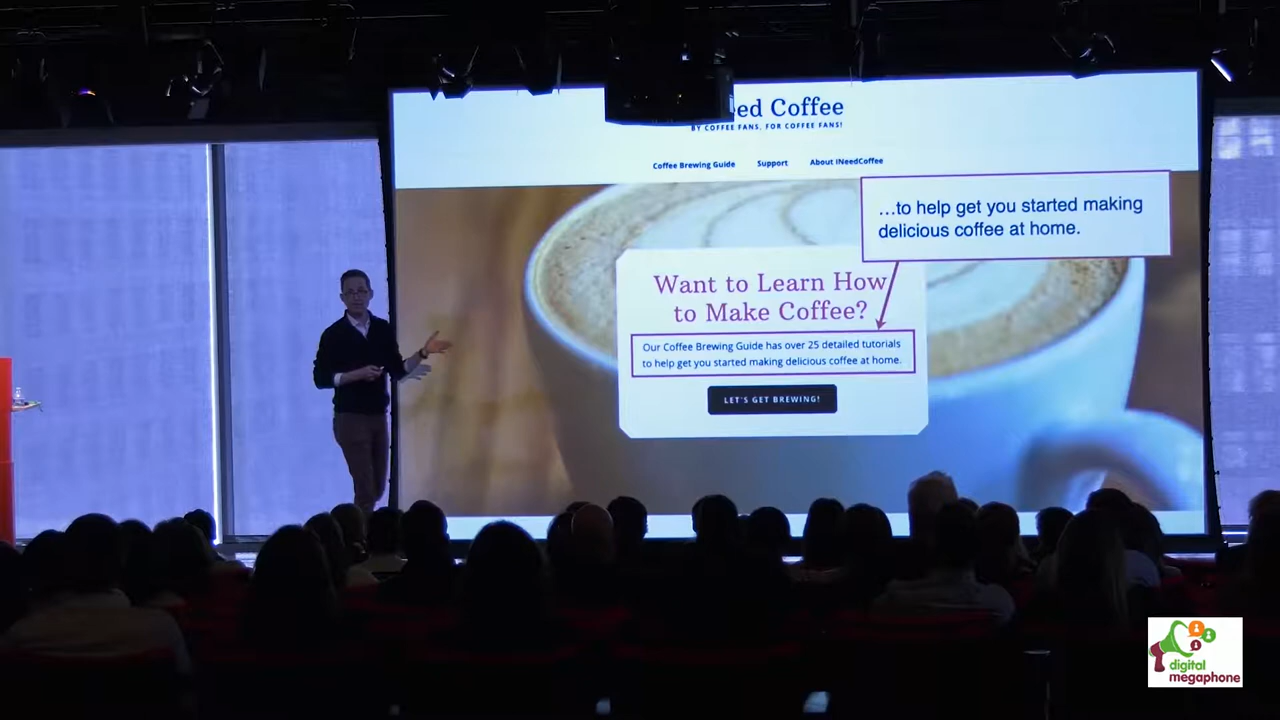 ed Coffee
BY COFFEE FANS. FOR COFFEE FANS!
Coffee Brewing Guide Support About INeedCoffee
...to help get you started making
delicious coffee at home.
Want to Learn How
to Make Coffee?
Our Coffee Brewing Guide has over 25 detailed tutorials
to help get you started making delicious coffee at home.
LET'S GET BREWING!
digital
megaphone